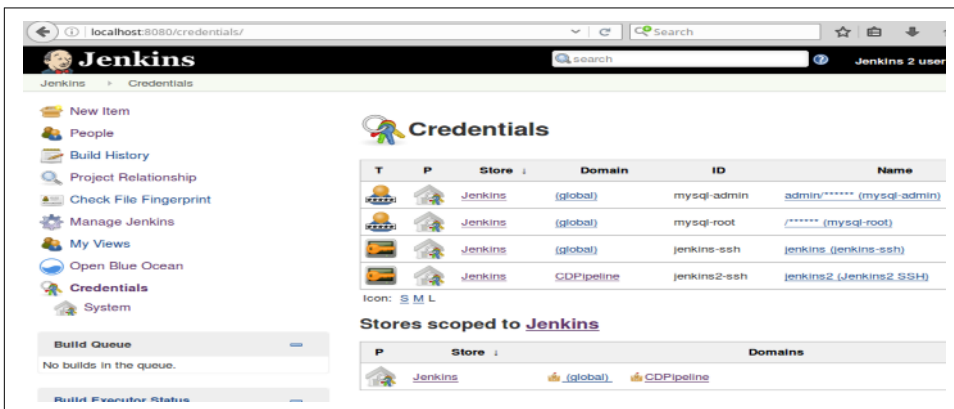 localhost:8080/credentials/
Search
Jenkins
search
Jenkins 2 user
Jenkins
Credentials
New Item
People
Build History
Project Relationship
Check File Fingerprint
Manage Jenkins
My Views
Open Blue Ocean
Credentials
System
Build Queue
No builds in the queue.
Build Executor Status
Credentials
T P Store ↓ Domain ID Name
Jenkins (global) mysql-admin admin/****** (mysql-admin)
Jenkins (global) mysql-root /****** (mysql-root)
Jenkins (global) jenkins-ssh jenkins (jenkins-ssh)
Jenkins CDPipeline jenkins2-ssh jenkins2 (Jenkins2 SSH)
Icon: S M L
Stores scoped to Jenkins
P Store ↓ Domains
Jenkins (global) CDPipeline